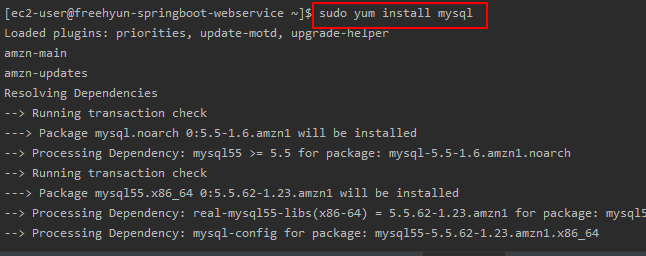 [ec2-user@freehyun-springboot-webservice ~]$ sudo yum install mysql
Loaded plugins: priorities, update-motd, upgrade-helper
amzn-main
amzn-updates
Resolving Dependencies
--> Running transaction check
---> Package mysql.noarch 0:5.5-1.6.amzn1 will be installed
--> Processing Dependency: mysql55 >= 5.5 for package: mysql-5.5-1.6.amzn1.noarch
--> Running transaction check
---> Package mysql55.x86_64 0:5.5.62-1.23.amzn1 will be installed
--> Processing Dependency: real-mysql55-libs(x86-64) = 5.5.62-1.23.amzn1 for package: mysql5
--> Processing Dependency: mysql-config for package: mysql55-5.5.62-1.23.amzn1.x86_64